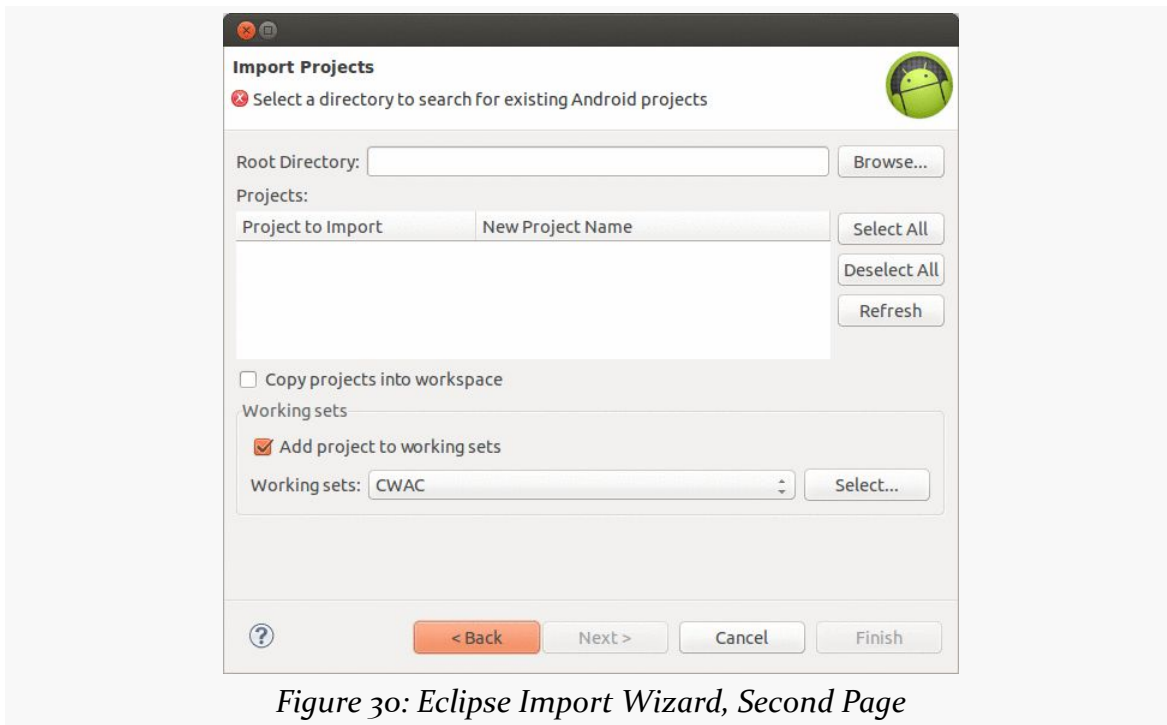 Import Projects
Select a directory to search for existing Android projects
Root Directory:
Browse...
Projects:
Project to Import
New Project Name
Select All
Deselect All
Refresh
Copy projects into workspace
Working sets
Add project to working sets
Working sets:
CWAC
Select...
?
< Back
Next >
Cancel
Finish
Figure 30: Eclipse Import Wizard, Second Page